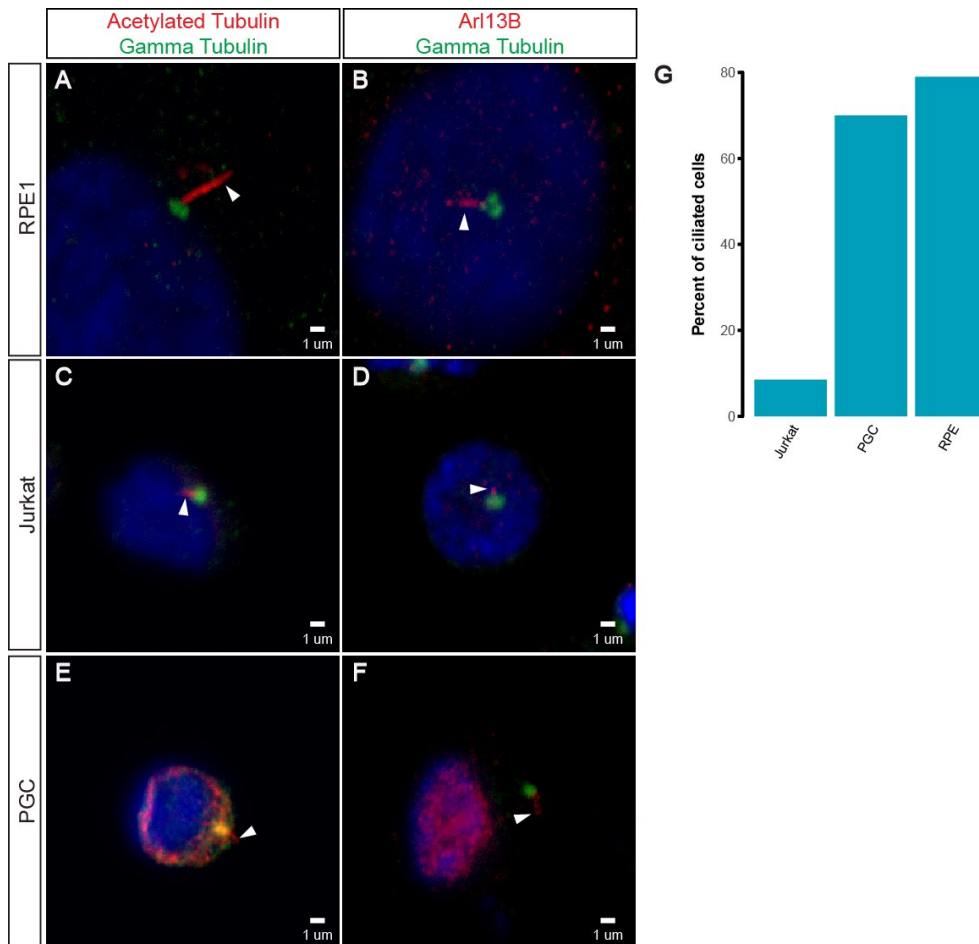 Acetylated Tubulin
Gamma Tubulin
Arl13B
Gamma Tubulin
RPE1
A
1 um
B
1 um
Jurkat
C
1 um
D
1 um
PGC
E
1 um
F
1 um
G
Percent of ciliated cells
80
60
40
20
0
Jurkat
PGC
RPE